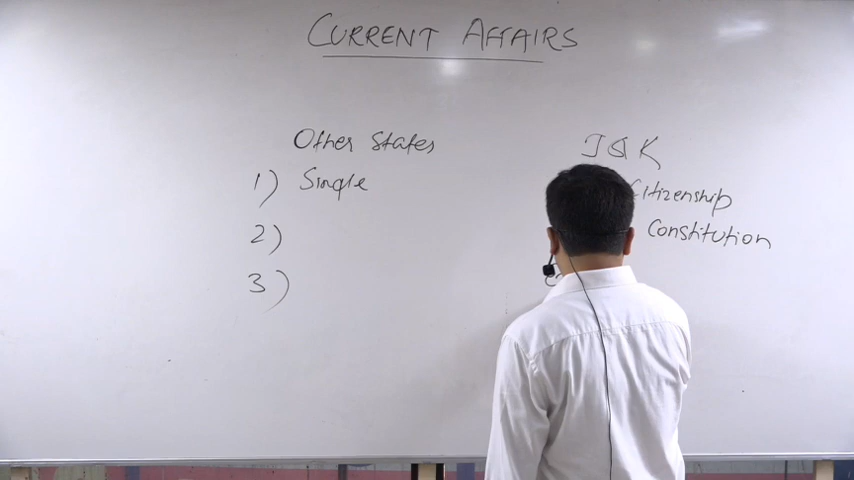 CURRENT AFFAIRS
Other States
1) Single
2)
3)
J & K
Citizenship
Constitution